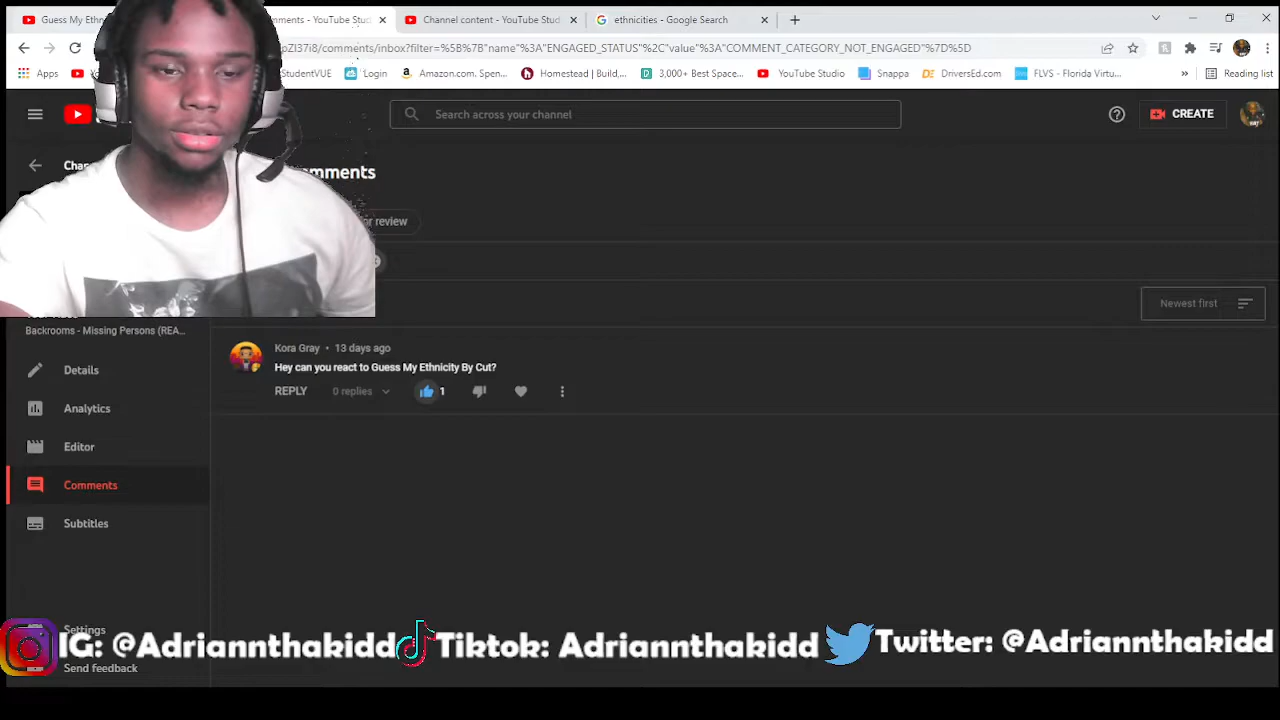 Guess My Ethn
mments - YouTube Stud
Channel content - YouTube Stud
ethnicities - Google Search
pZI37i8/comments/inbox?filter=%5B%7B"name"%3A"ENGAGED_STATUS"%2C"value"%3A"COMMENT_CATEGORY_NOT_ENGAGED"%7D%5D
Apps
StudentVUE
Login
Amazon.com. Spen...
Homestead | Build,...
3,000+ Best Space...
YouTube Studio
Snappa
DriversEd.com
FLVS - Florida Virtu...
»
Reading list
Search across your channel
CREATE
Chan
omments
or review
Newest first
Backrooms - Missing Persons (REA...
Kora Gray • 13 days ago
Hey can you react to Guess My Ethnicity By Cut?
REPLY 0 replies 1
Details
Analytics
Editor
Comments
Subtitles
Settings
IG: @Adriannthakidd
Tiktok: Adriannthakidd
Twitter: @Adriannthakidd
Send feedback